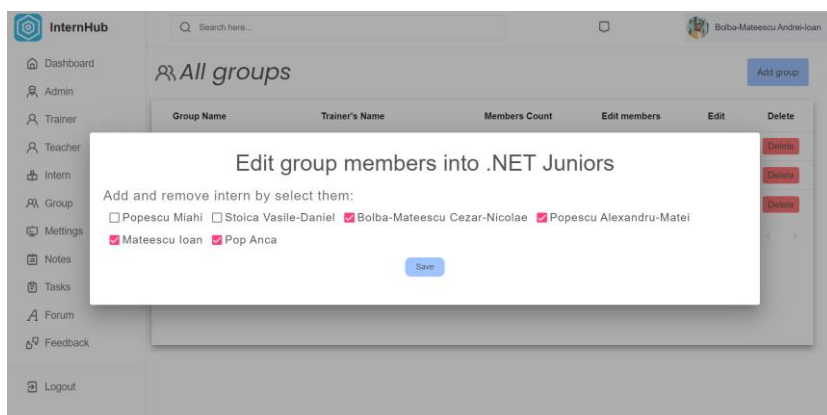 InternHub
Search here...
Bolba-Mateescu Andrei-Ioan
Dashboard
Admin
Trainer
Teacher
Intern
Group
Mettings
Notes
Tasks
Forum
Feedback
Logout
All groups
Add group
Group Name Trainer's Name Members Count Edit members Edit Delete
Delete
Delete
Delete
Edit group members into .NET Juniors
Add and remove intern by select them:
Popescu Miahi Stoica Vasile-Daniel Bolba-Mateescu Cezar-Nicolae Popescu Alexandru-Matei
Mateescu Ioan Pop Anca
Save